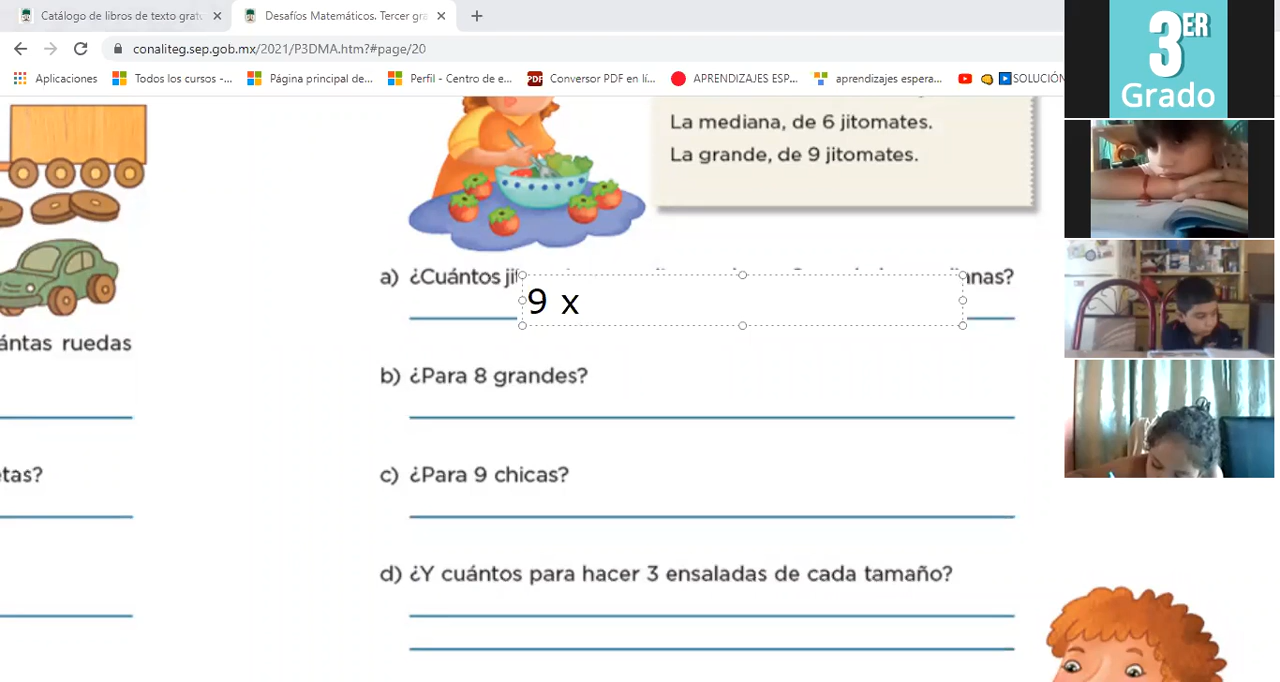 Catálogo de libros de texto gratu
Desafíos Matemáticos. Tercer gra
conaliteg.sep.gob.mx/2021/P3DMA.htm?#page/20
Aplicaciones
Todos los cursos -...
Página principal de...
Perfil - Centro de e...
PDF
Conversor PDF en lí...
APRENDIZAJES ESP...
aprendizajes espera...
SOLUCIÓN
3ER
Grado
La mediana, de 6 jitomates.
La grande, de 9 jitomates.
a) ¿Cuántos ji
nas?
9 x
ántas ruedas
b) ¿Para 8 grandes?
etas?
c) ¿Para 9 chicas?
d) ¿Y cuántos para hacer 3 ensaladas de cada tamaño?